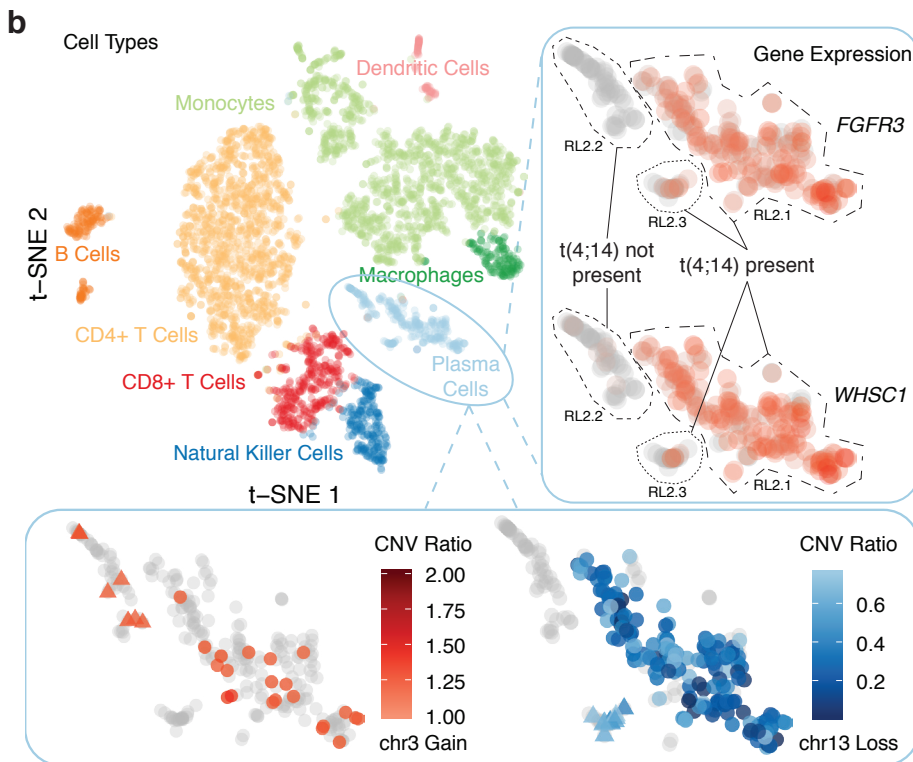 b
Cell Types
Dendritic Cells
Monocytes
t−SNE 2
B Cells
Macrophages
CD4+ T Cells
Plasma
Cells
CD8+ T Cells
Natural Killer Cells
t−SNE 1
Gene Expression
FGFR3
RL2.2
RL2.3
RL2.1
t(4;14) not
present
t(4;14) present
WHSC1
RL2.2
RL2.1
RL2.3
CNV Ratio
2.00
1.75
1.50
1.25
1.00
chr3 Gain
CNV Ratio
0.6
0.4
0.2
chr13 Loss